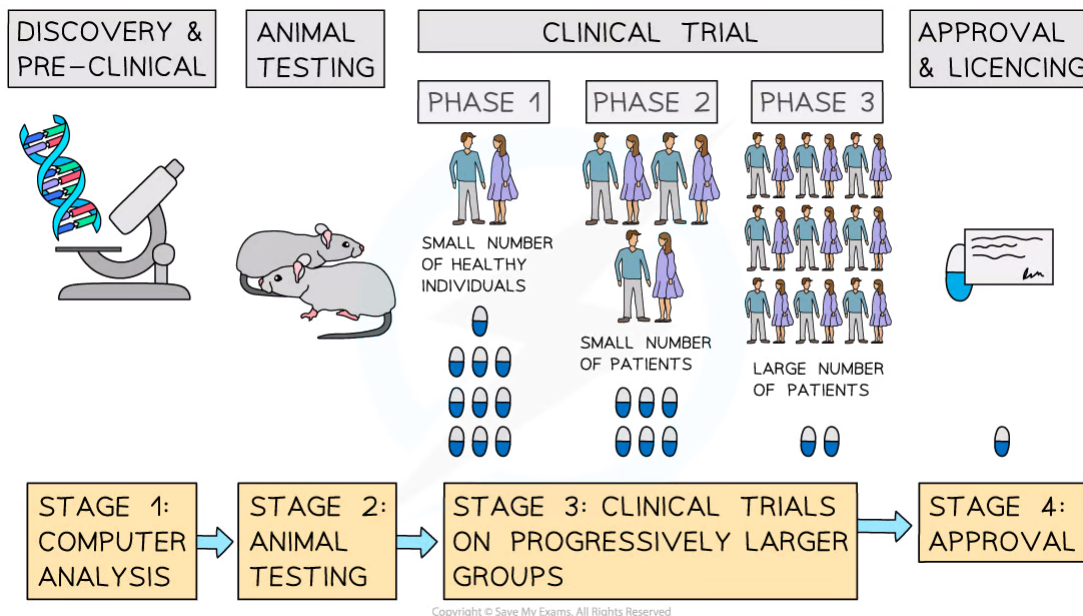 DISCOVERY &
PRE-CLINICAL
ANIMAL
TESTING
CLINICAL TRIAL
APPROVAL
& LICENCING
PHASE 1
PHASE 2
PHASE 3
SMALL NUMBER
OF HEALTHY
INDIVIDUALS
SMALL NUMBER
OF PATIENTS
LARGE NUMBER
OF PATIENTS
STAGE 1:
COMPUTER
ANALYSIS
STAGE 2:
ANIMAL
TESTING
STAGE 3: CLINICAL TRIALS
ON PROGRESSIVELY LARGER
GROUPS
STAGE 4:
APPROVAL
Copyright © Save My Exams. All Rights Reserved